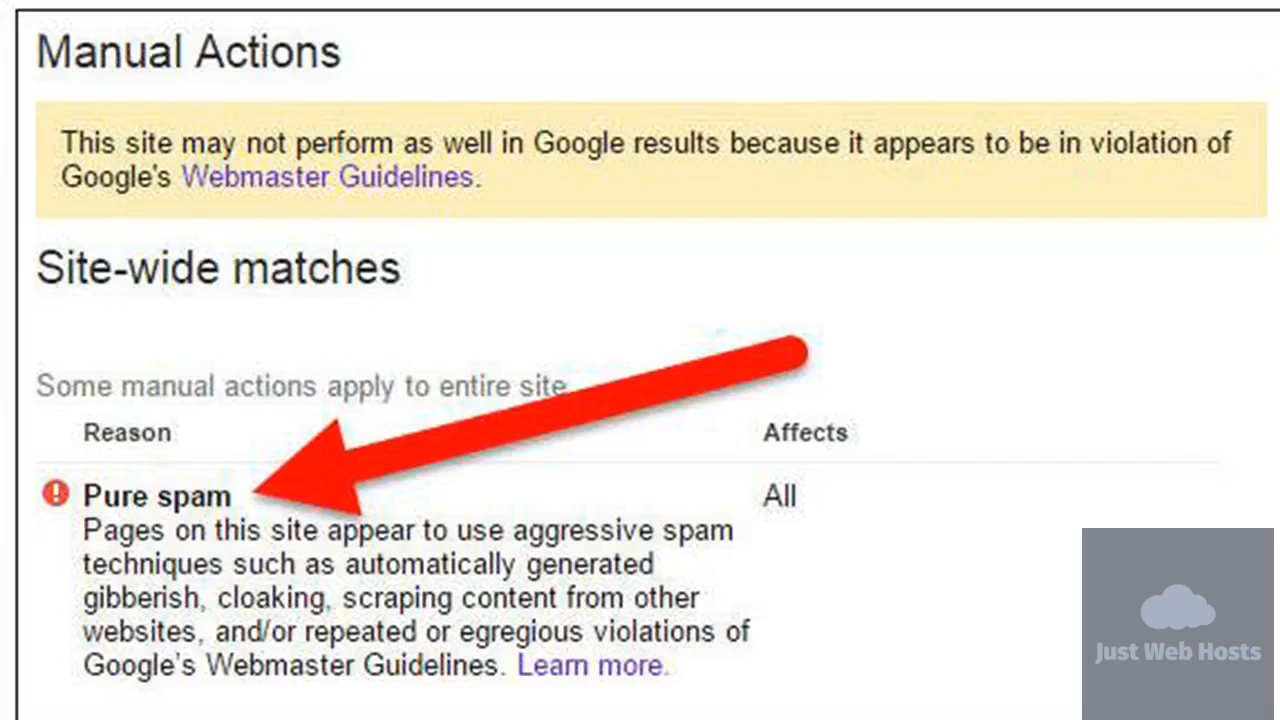 Manual Actions
This site may not perform as well in Google results because it appears to be in violation of
Google's Webmaster Guidelines.
Site-wide matches
Some manual actions apply to entire site
Reason
Affects
Pure spam
All
Pages on this site appear to use aggressive spam
techniques such as automatically generated
gibberish, cloaking, scraping content from other
websites, and/or repeated or egregious violations of
Google's Webmaster Guidelines. Learn more.
Just Web Hosts